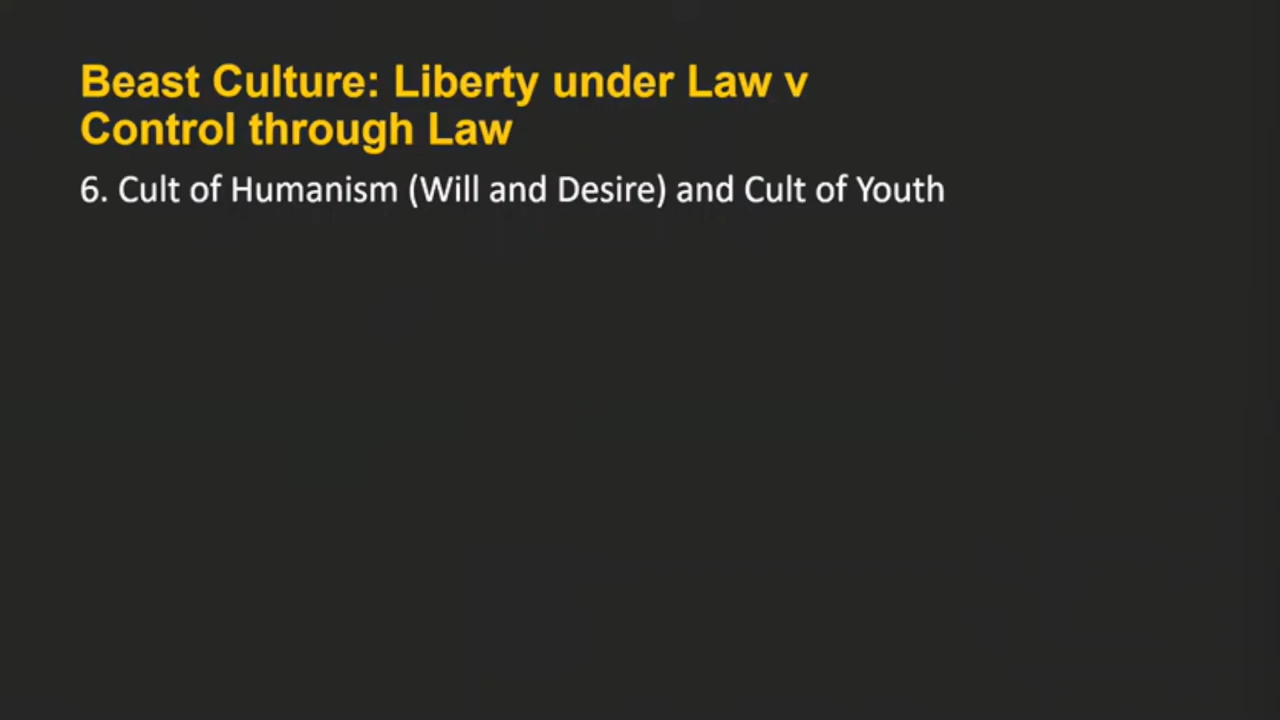 Beast Culture: Liberty under Law v
Control through Law
6. Cult of Humanism (Will and Desire) and Cult of Youth